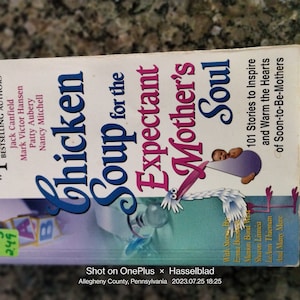 BESTSELLING AUTHORS
Jack Canfield
Mark Victor Hansen
Patty Aubery
Nancy Mitchell
Chicken
Soup for the
Expectant
Mother's
Soul
101 Stories to Inspire
and Warm the Hearts
of Soon-to-Be-Mothers
A
B
249
Shot on OnePlus × Hasselblad
Allegheny County, Pennsylvania 2023.07.25 18:25